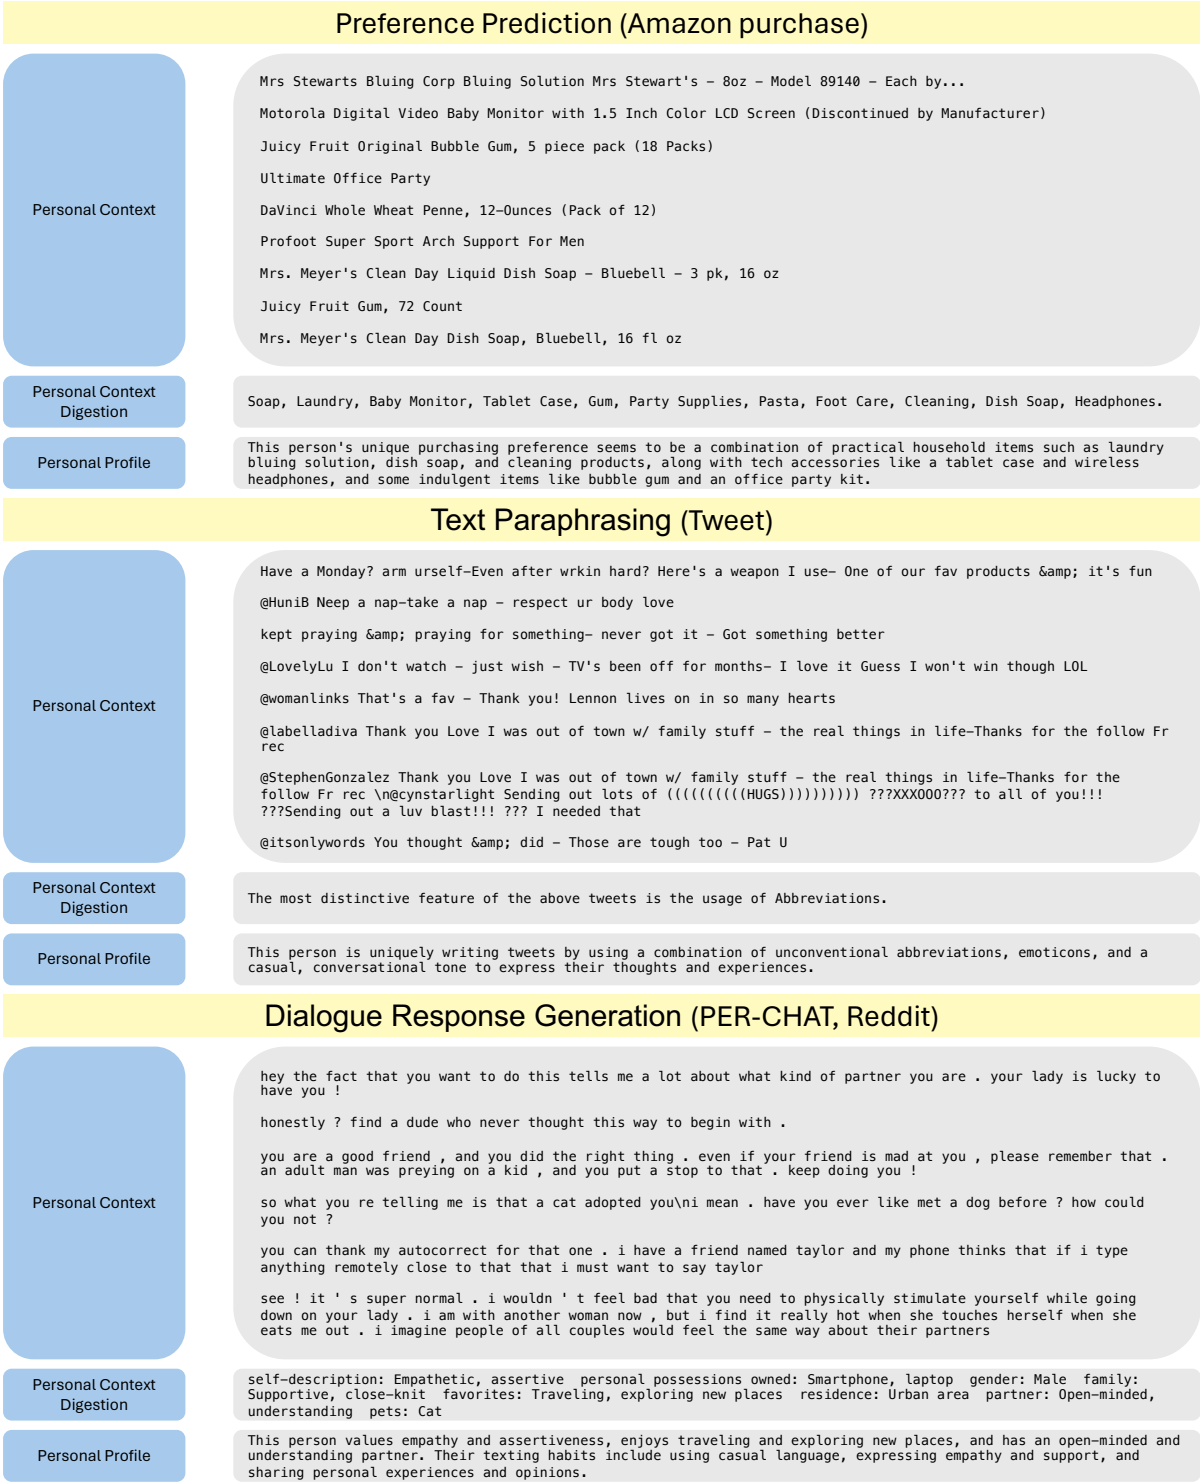 Preference Prediction (Amazon purchase)
Personal Context
Mrs Stewarts Bluing Corp Bluing Solution Mrs Stewart's – 8oz – Model 89140 – Each by...
Motorola Digital Video Baby Monitor with 1.5 Inch Color LCD Screen (Discontinued by Manufacturer)
Juicy Fruit Original Bubble Gum, 5 piece pack (18 Packs)
Ultimate Office Party
DaVinci Whole Wheat Penne, 12–Ounces (Pack of 12)
Profoot Super Sport Arch Support For Men
Mrs. Meyer's Clean Day Liquid Dish Soap – Bluebell – 3 pk, 16 oz
Juicy Fruit Gum, 72 Count
Mrs. Meyer's Clean Day Dish Soap, Bluebell, 16 fl oz
Personal Context
Digestion
Soap, Laundry, Baby Monitor, Tablet Case, Gum, Party Supplies, Pasta, Foot Care, Cleaning, Dish Soap, Headphones.
Personal Profile
This person's unique purchasing preference seems to be a combination of practical household items such as laundry
bluing solution, dish soap, and cleaning products, along with tech accessories like a tablet case and wireless
headphones, and some indulgent items like bubble gum and an office party kit.
Text Paraphrasing (Tweet)
Personal Context
Have a Monday? arm urself–Even after wrkin hard? Here's a weapon I use– One of our fav products &amp; it's fun
@HuniB Neep a nap–take a nap – respect ur body love
kept praying &amp; praying for something– never got it – Got something better
@LovelyLu I don't watch – just wish – TV's been off for months– I love it Guess I won't win though LOL
@womanlinks That's a fav – Thank you! Lennon lives on in so many hearts
@labelladiva Thank you Love I was out of town w/ family stuff – the real things in life–Thanks for the follow Fr
rec
@StephenGonzalez Thank you Love I was out of town w/ family stuff – the real things in life–Thanks for the
follow Fr rec \n@cynstarlight Sending out lots of ((((((((((HUGS)))))))))) ???XXXOOO??? to all of you!!!
???Sending out a luv blast!!! ??? I needed that
@itsonlywords You thought &amp; did – Those are tough too – Pat U
Personal Context
Digestion
The most distinctive feature of the above tweets is the usage of Abbreviations.
Personal Profile
This person is uniquely writing tweets by using a combination of unconventional abbreviations, emoticons, and a
casual, conversational tone to express their thoughts and experiences.
Dialogue Response Generation (PER-CHAT, Reddit)
Personal Context
hey the fact that you want to do this tells me a lot about what kind of partner you are . your lady is lucky to
have you !
honestly ? find a dude who never thought this way to begin with .
you are a good friend , and you did the right thing . even if your friend is mad at you , please remember that .
an adult man was preying on a kid , and you put a stop to that . keep doing you !
so what you re telling me is that a cat adopted you\ni mean . have you ever like met a dog before ? how could
you not ?
you can thank my autocorrect for that one . i have a friend named taylor and my phone thinks that if i type
anything remotely close to that that i must want to say taylor
see ! it ' s super normal . i wouldn ' t feel bad that you need to physically stimulate yourself while going
down on your lady . i am with another woman now , but i find it really hot when she touches herself when she
eats me out . i imagine people of all couples would feel the same way about their partners
Personal Context
Digestion
self-description: Empathetic, assertive  personal possessions owned: Smartphone, laptop  gender: Male  family:
Supportive, close-knit  favorites: Traveling, exploring new places  residence: Urban area  partner: Open-minded,
understanding  pets: Cat
Personal Profile
This person values empathy and assertiveness, enjoys traveling and exploring new places, and has an open-minded and
understanding partner. Their texting habits include using casual language, expressing empathy and support, and
sharing personal experiences and opinions.